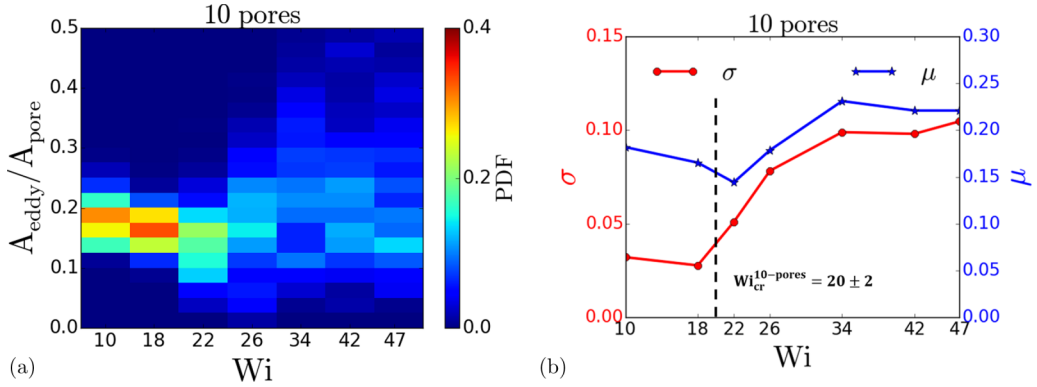 10 pores
0.5
0.4
0.3
0.2
0.1
0.0
A_eddy/A_pore
10 18 22 26 34 42 47
Wi
0.4
0.2
0.0
PDF
(a)
10 pores
0.15
0.10
0.05
0.00
σ
σ μ
Wi_cr^10−pores = 20 ± 2
0.30
0.25
0.20
0.15
0.10
0.05
0.00
μ
10 18 22 26 34 42 47
Wi
(b)